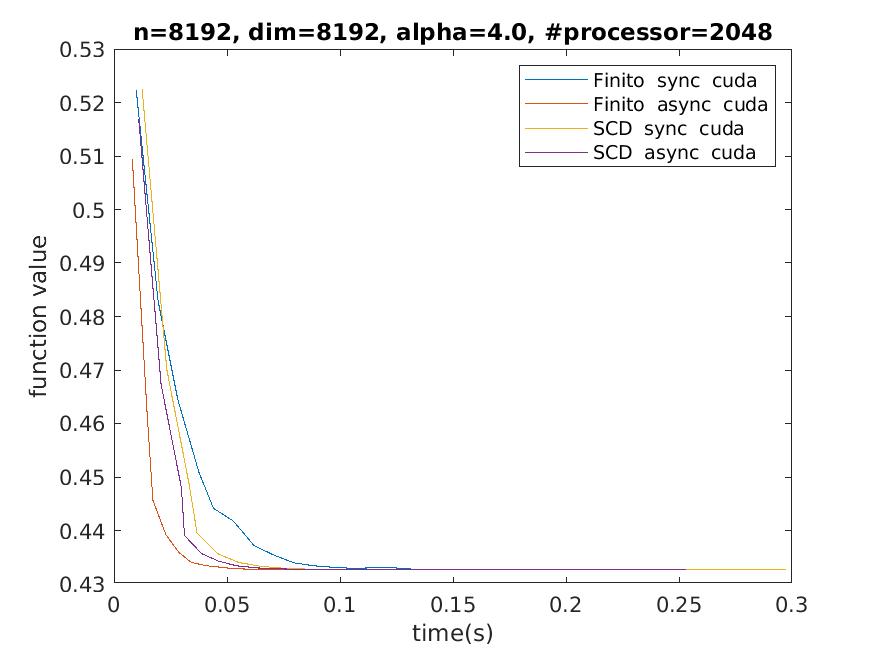 n=8192, dim=8192, alpha=4.0, #processor=2048
0.53
0.52
0.51
0.5
0.49
0.48
0.47
0.46
0.45
0.44
0.43
function value
Finito sync cuda
Finito async cuda
SCD sync cuda
SCD async cuda
0 0.05 0.1 0.15 0.2 0.25 0.3
time(s)